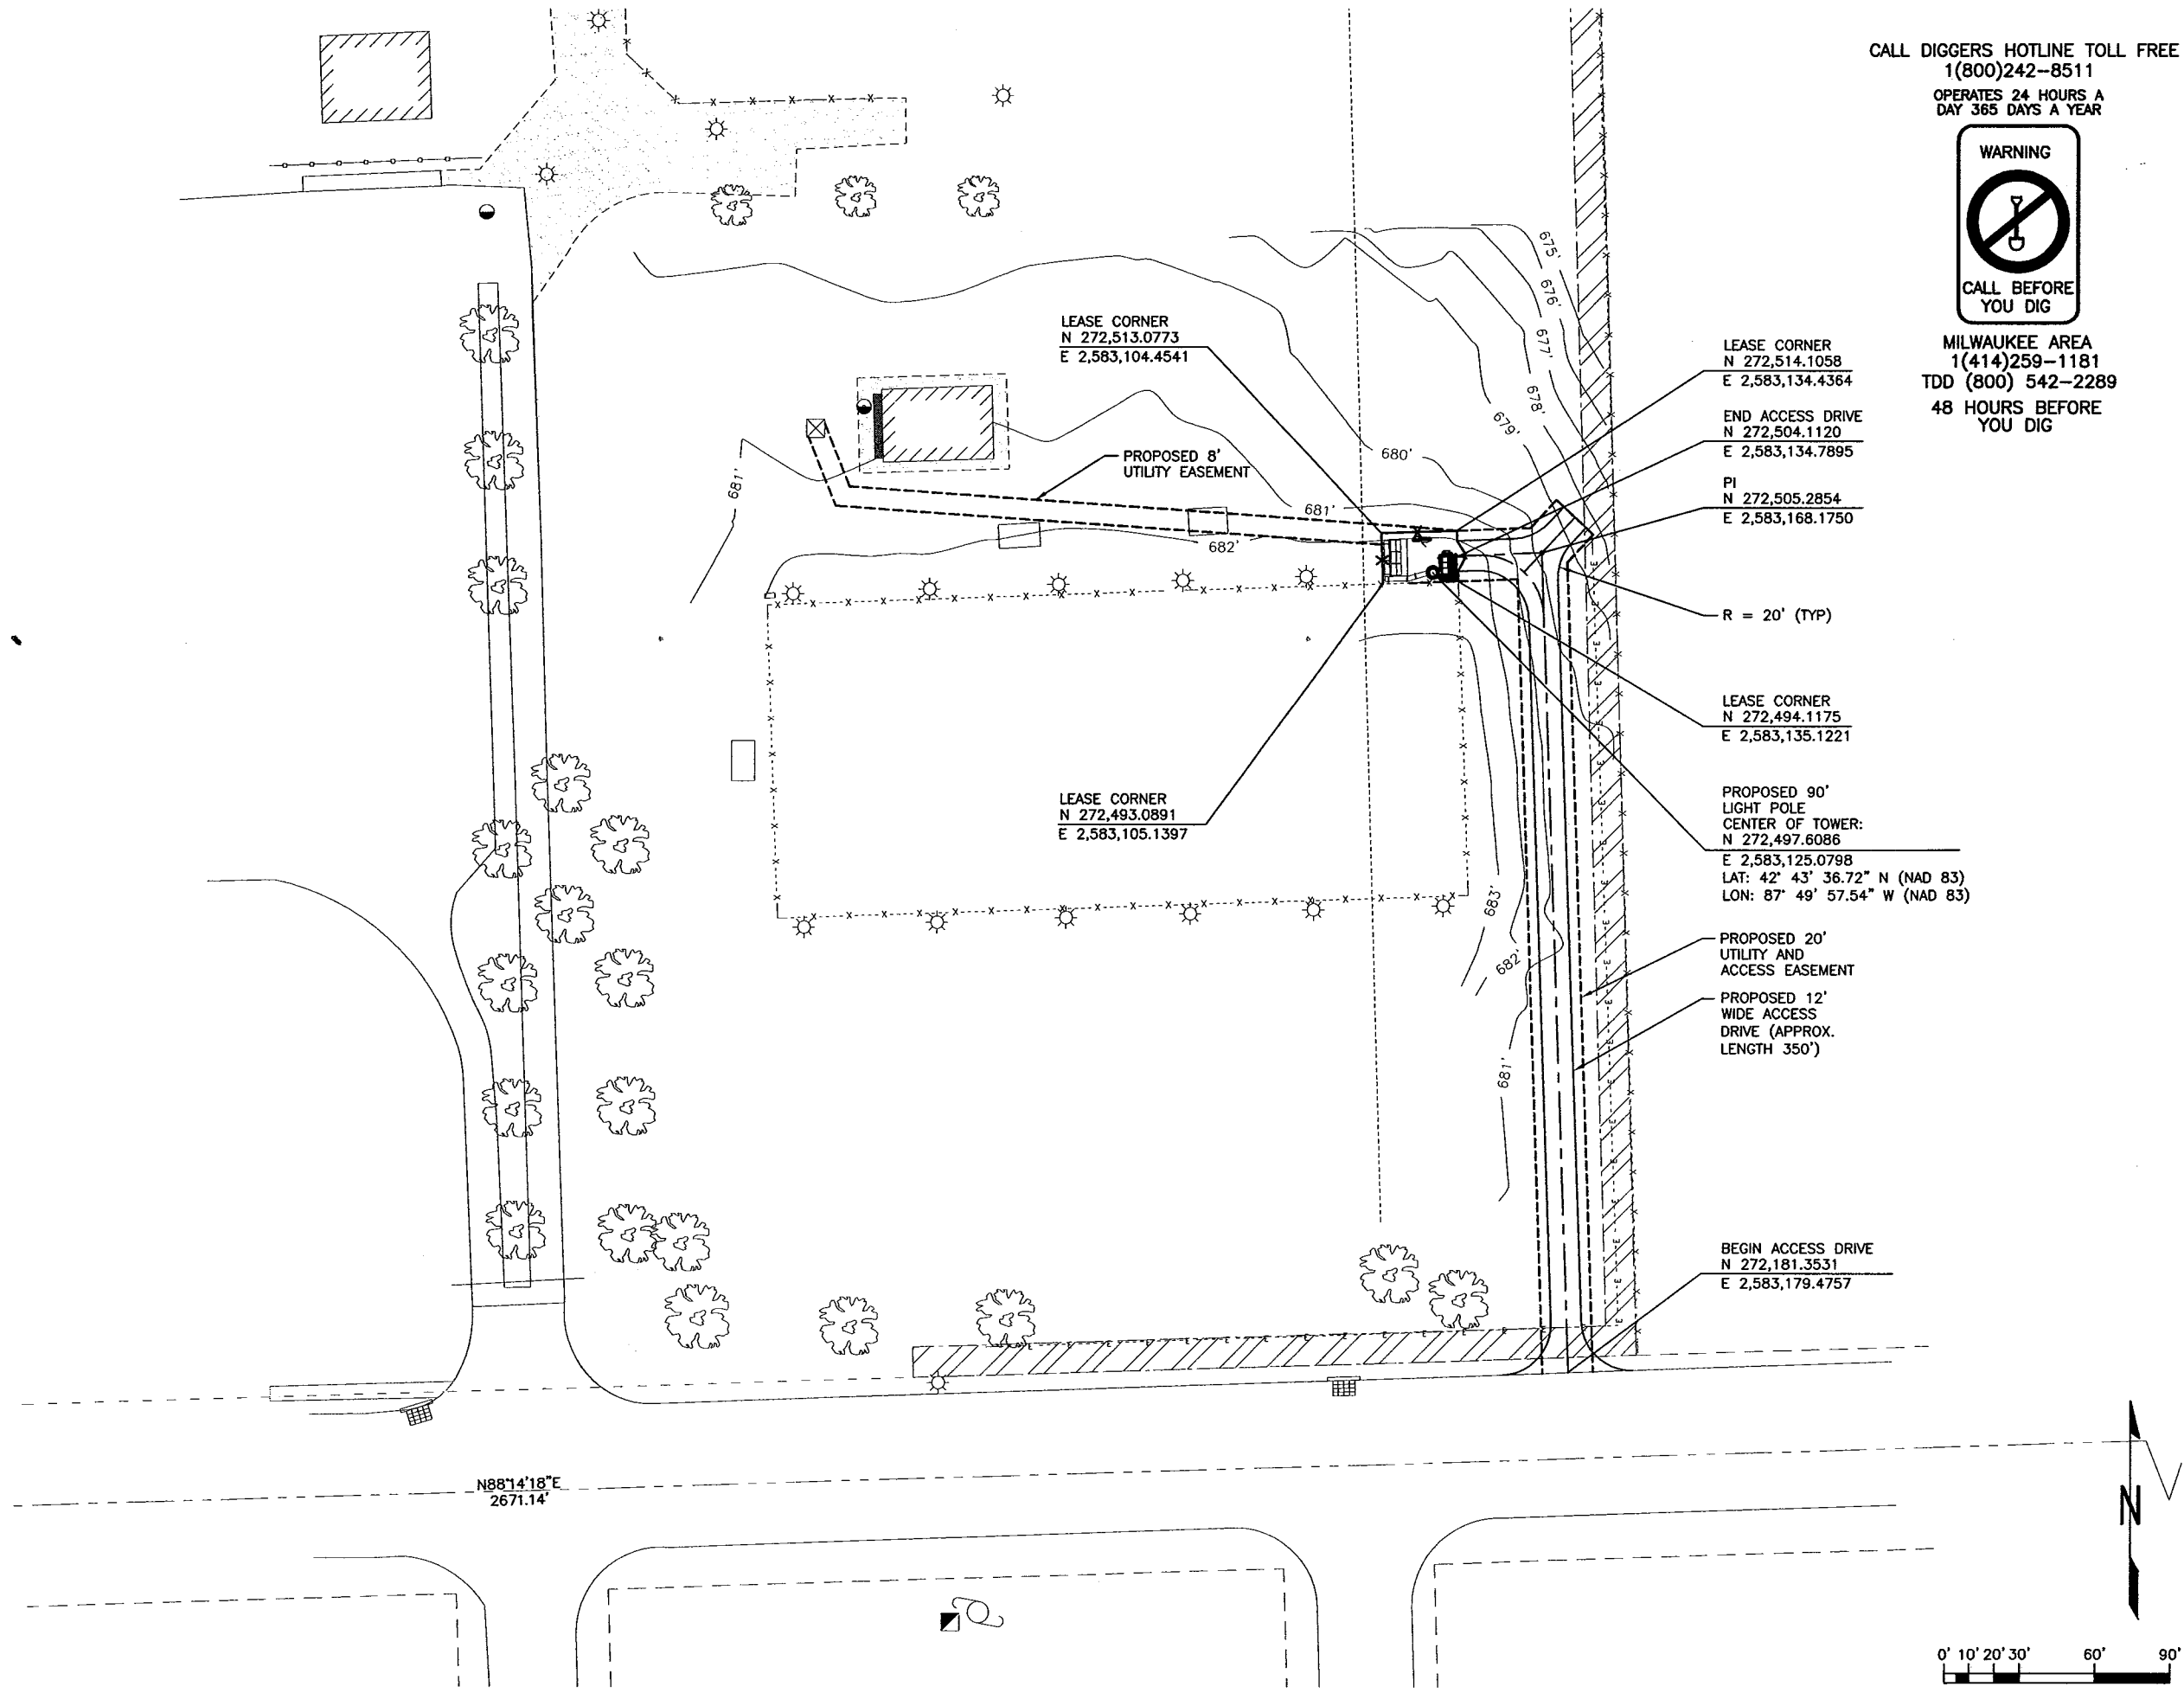 CALL DIGGERS HOTLINE TOLL FREE
1(800)242-8511
OPERATES 24 HOURS A
DAY 365 DAYS A YEAR
WARNING
CALL BEFORE
YOU DIG
MILWAUKEE AREA
1(414)259-1181
TDD (800) 542-2289
48 HOURS BEFORE
YOU DIG
675'
676'
677'
678'
679'
680'
681'
682'
681'
LEASE CORNER
N 272,513.0773
E 2,583,104.4541
PROPOSED 8'
UTILITY EASEMENT
LEASE CORNER
N 272,514.1058
E 2,583,134.4364
END ACCESS DRIVE
N 272,504.1120
E 2,583,134.7895
PI
N 272,505.2854
E 2,583,168.1750
R = 20' (TYP)
LEASE CORNER
N 272,494.1175
E 2,583,135.1221
LEASE CORNER
N 272,493.0891
E 2,583,105.1397
PROPOSED 90'
LIGHT POLE
CENTER OF TOWER:
N 272,497.6086
E 2,583,125.0798
LAT: 42° 43' 36.72" N (NAD 83)
LON: 87° 49' 57.54" W (NAD 83)
683'
682'
681'
PROPOSED 20'
UTILITY AND
ACCESS EASEMENT
PROPOSED 12'
WIDE ACCESS
DRIVE (APPROX.
LENGTH 350')
BEGIN ACCESS DRIVE
N 272,181.3531
E 2,583,179.4757
N88°14'18"E
2671.14'
N
0' 10' 20' 30' 60' 90'